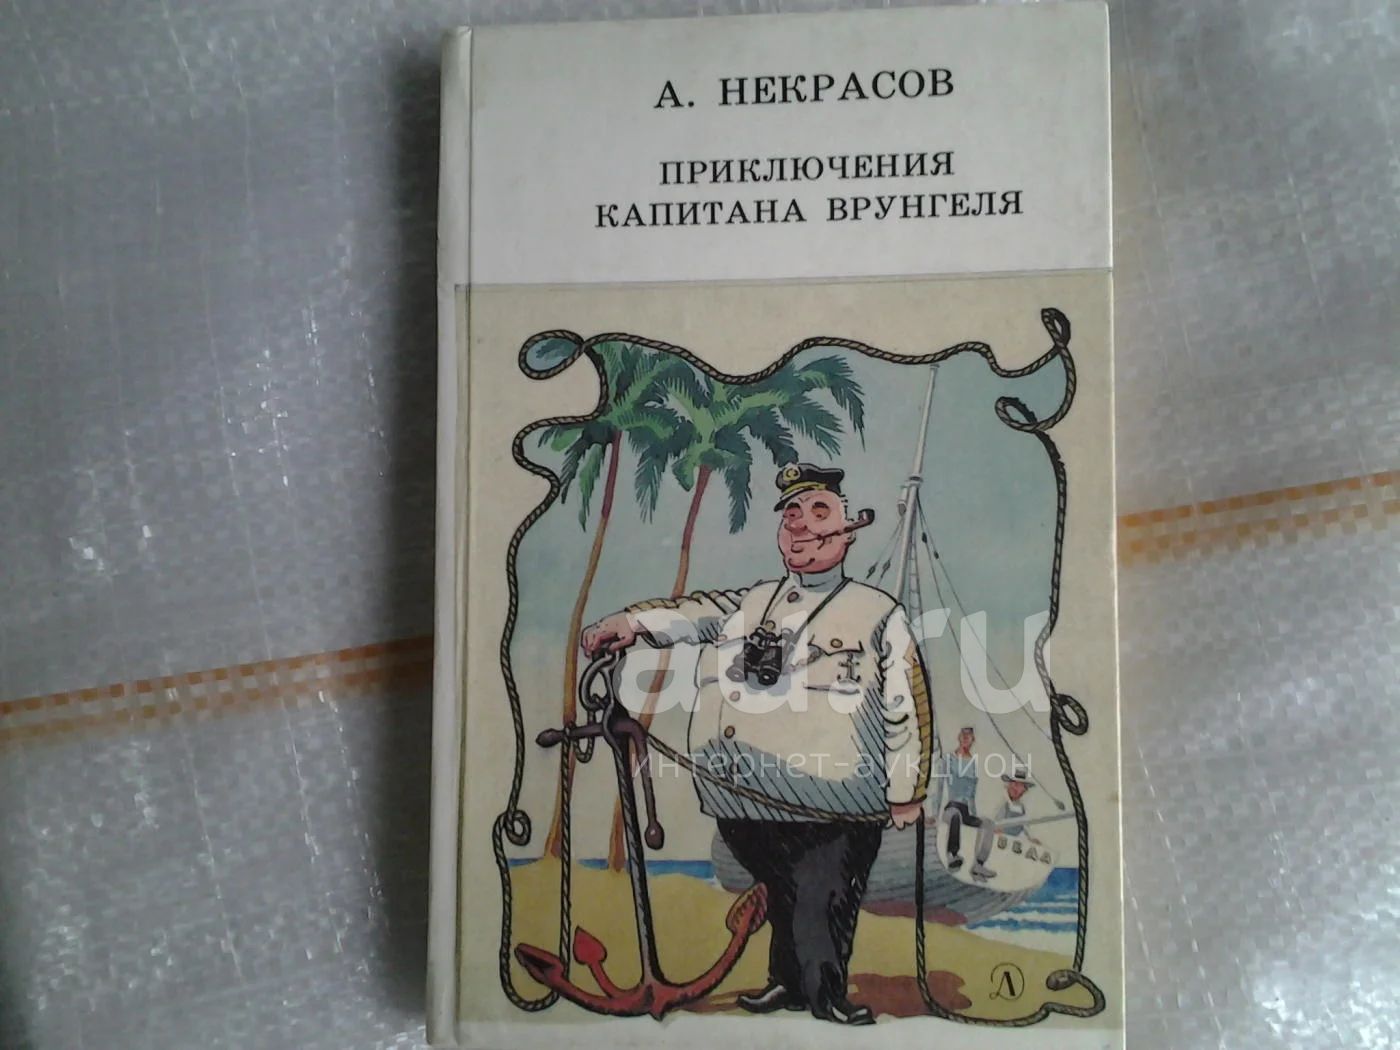 А. НЕКРАСОВ
ПРИКЛЮЧЕНИЯ
КАПИТАНА ВРУНГЕЛЯ
au.ru
интернет-аукцион
БЕДА
Д